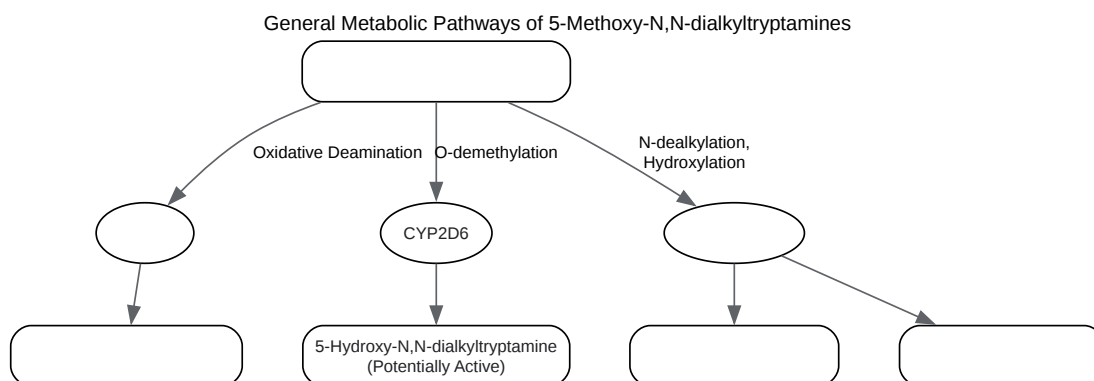 General Metabolic Pathways of 5-Methoxy-N,N-dialkyltryptamines
Oxidative Deamination
O-demethylation
N-dealkylation,
Hydroxylation
CYP2D6
5-Hydroxy-N,N-dialkyltryptamine
(Potentially Active)